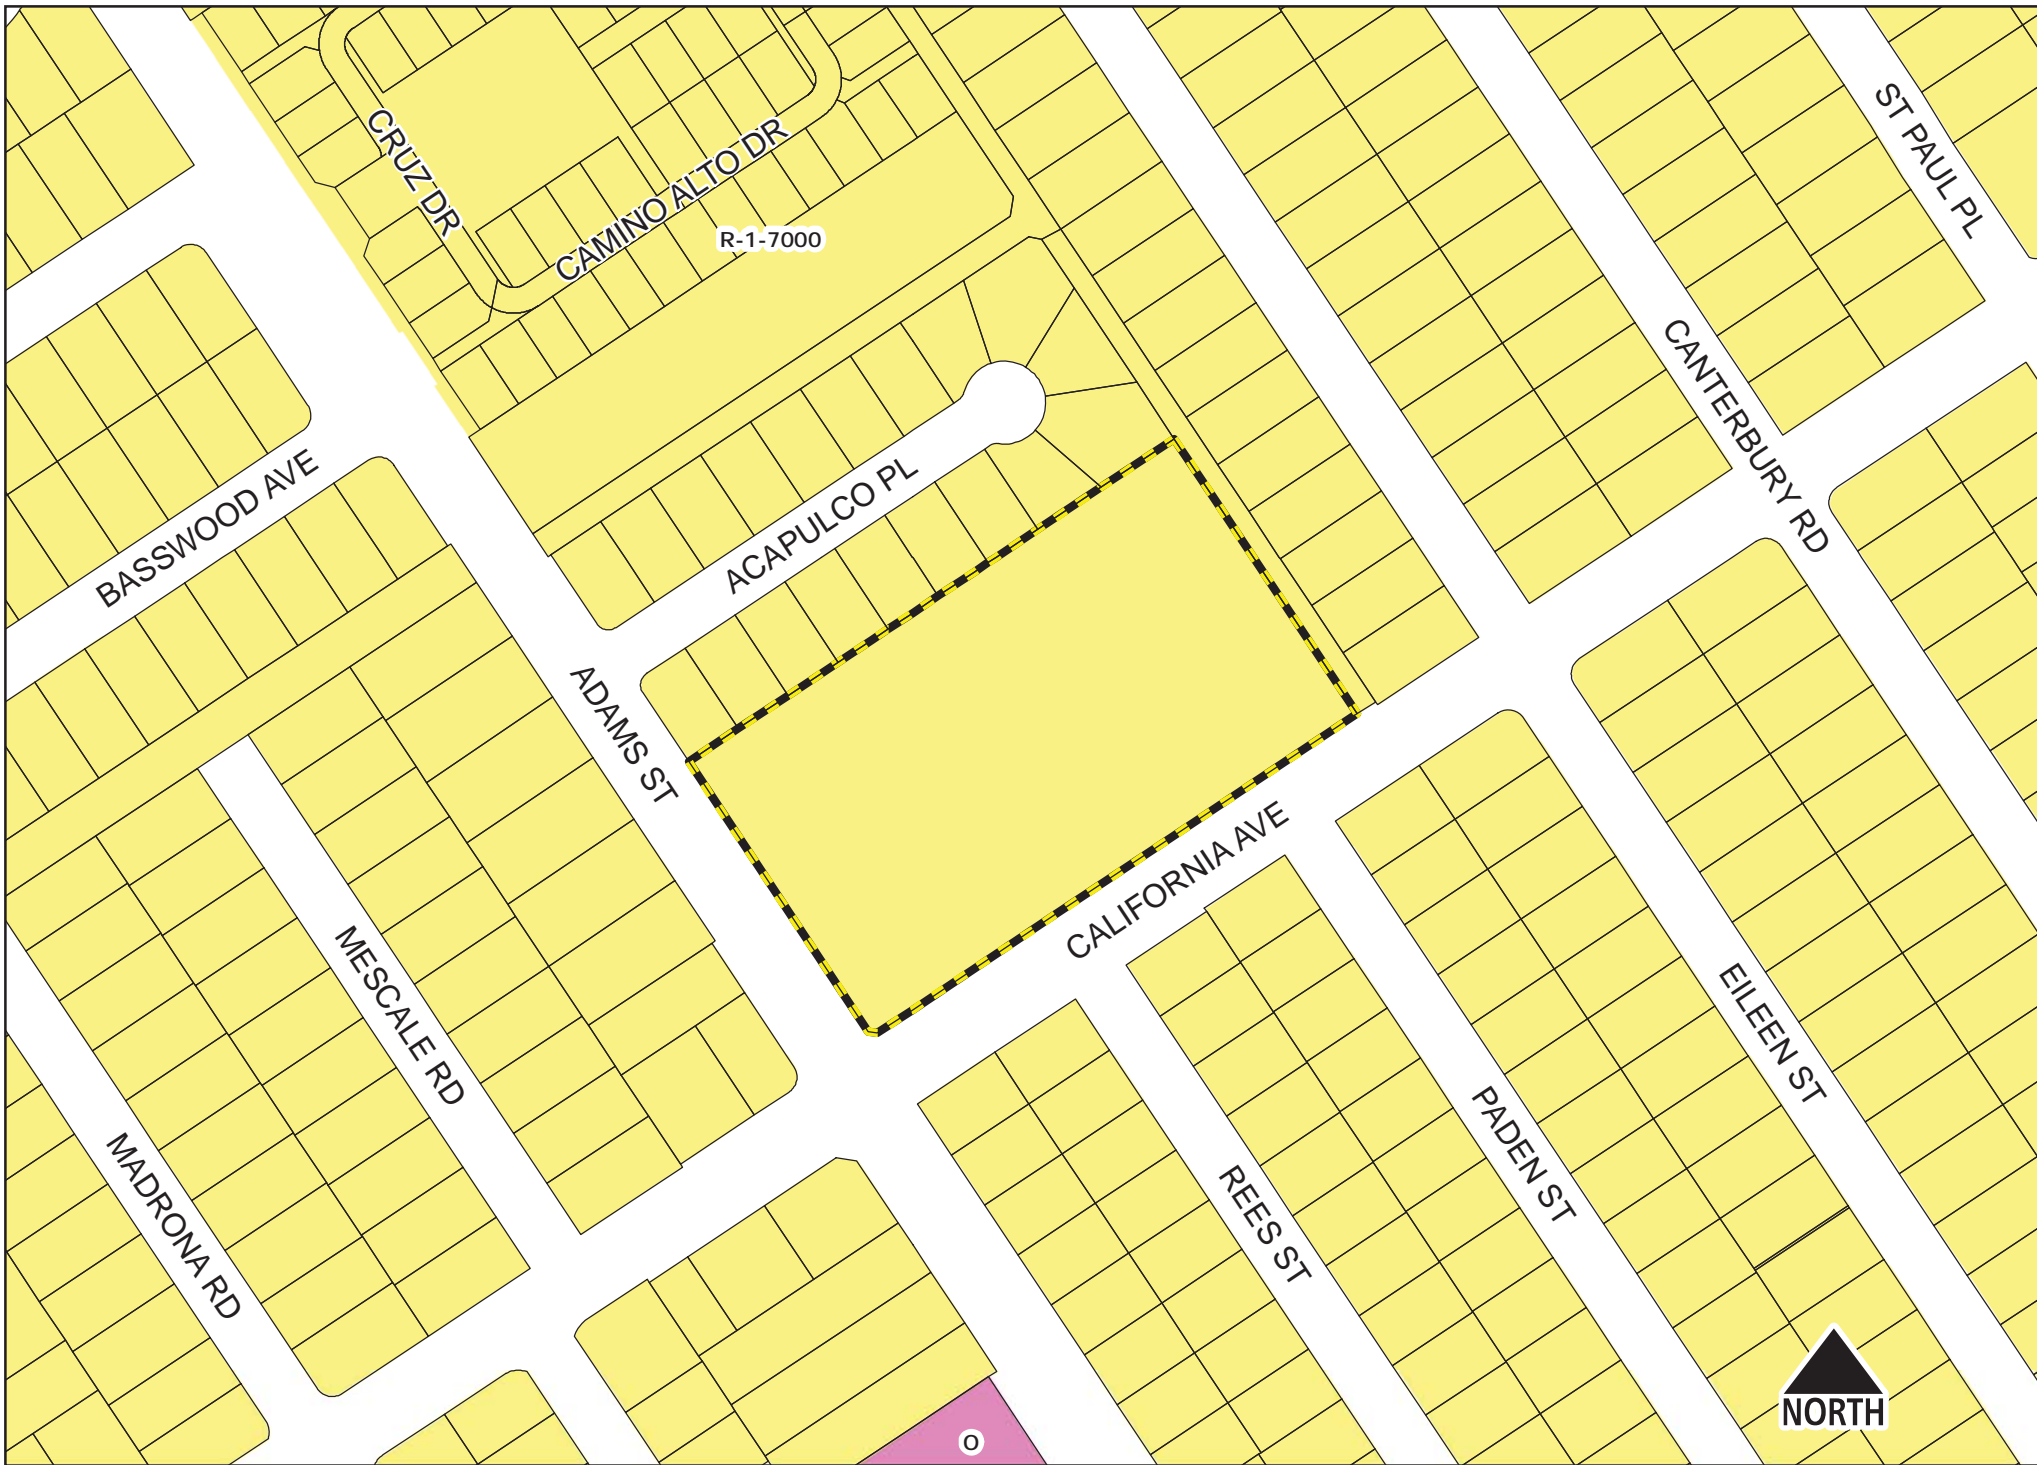 ST PAUL PL
CRUZ DR
CAMINO ALTO DR
R-1-7000
CANTERBURY RD
BASSWOOD AVE
ACAPULCO PL
ADAMS ST
CALIFORNIA AVE
MESCALE RD
EILEEN ST
PADEN ST
MADRONA RD
REES ST
NORTH
O